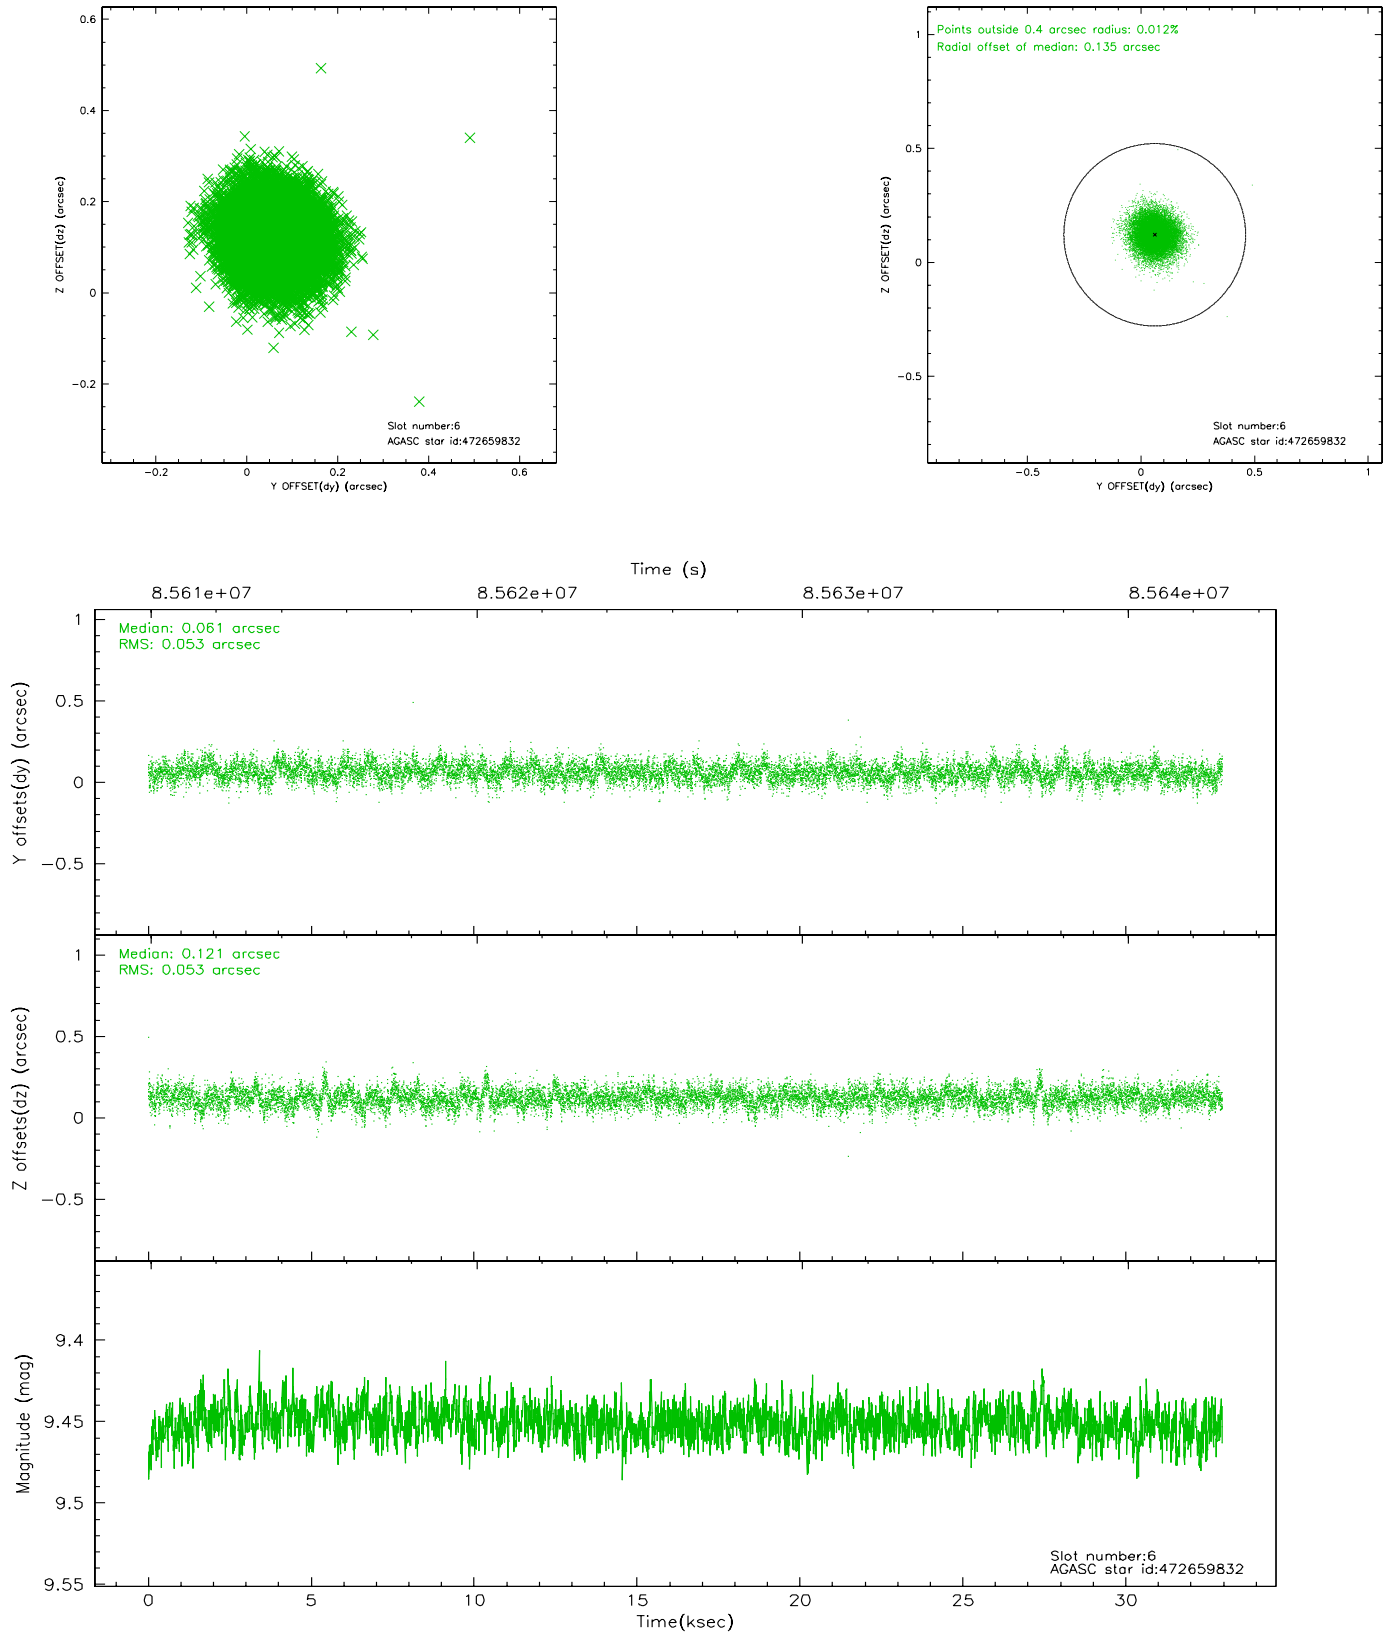 0.6
0.4
0.2
0
−0.2
−0.2 0 0.2 0.4 0.6
Z OFFSET(dz) (arcsec)
Y OFFSET(dy) (arcsec)
Slot number:6
AGASC star id:472659832
Points outside 0.4 arcsec radius: 0.012%
Radial offset of median: 0.135 arcsec
1
0.5
0
−0.5
−0.5 0 0.5 1
Z OFFSET(dz) (arcsec)
Y OFFSET(dy) (arcsec)
Slot number:6
AGASC star id:472659832
Time (s)
8.561e+07 8.562e+07 8.563e+07 8.564e+07
Median: 0.061 arcsec
RMS: 0.053 arcsec
1
0.5
0
−0.5
Y offsets(dy) (arcsec)
Median: 0.121 arcsec
RMS: 0.053 arcsec
1
0.5
0
−0.5
Z offsets(dz) (arcsec)
9.4
9.45
9.5
9.55
Magnitude (mag)
Slot number:6
AGASC star id:472659832
0 5 10 15 20 25 30
Time(ksec)